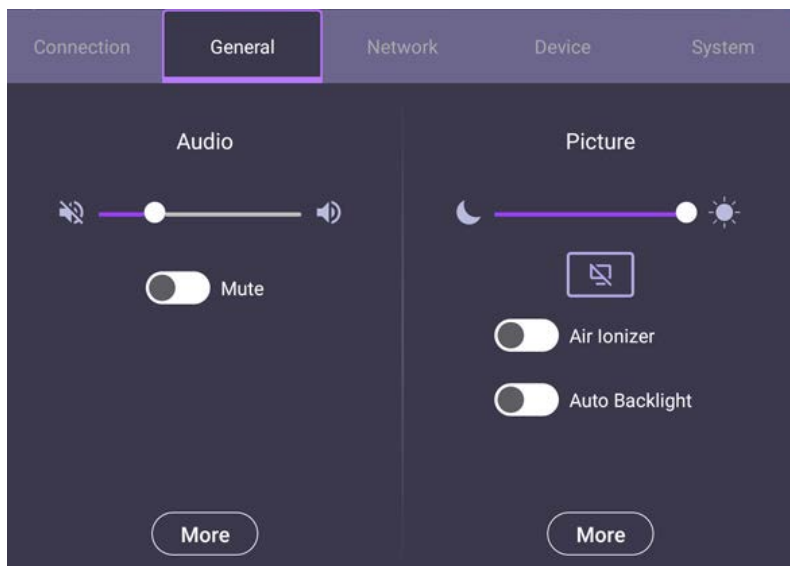 Connection
General
Network
Device
System
Audio
Picture
Mute
Air Ionizer
Auto Backlight
More
More